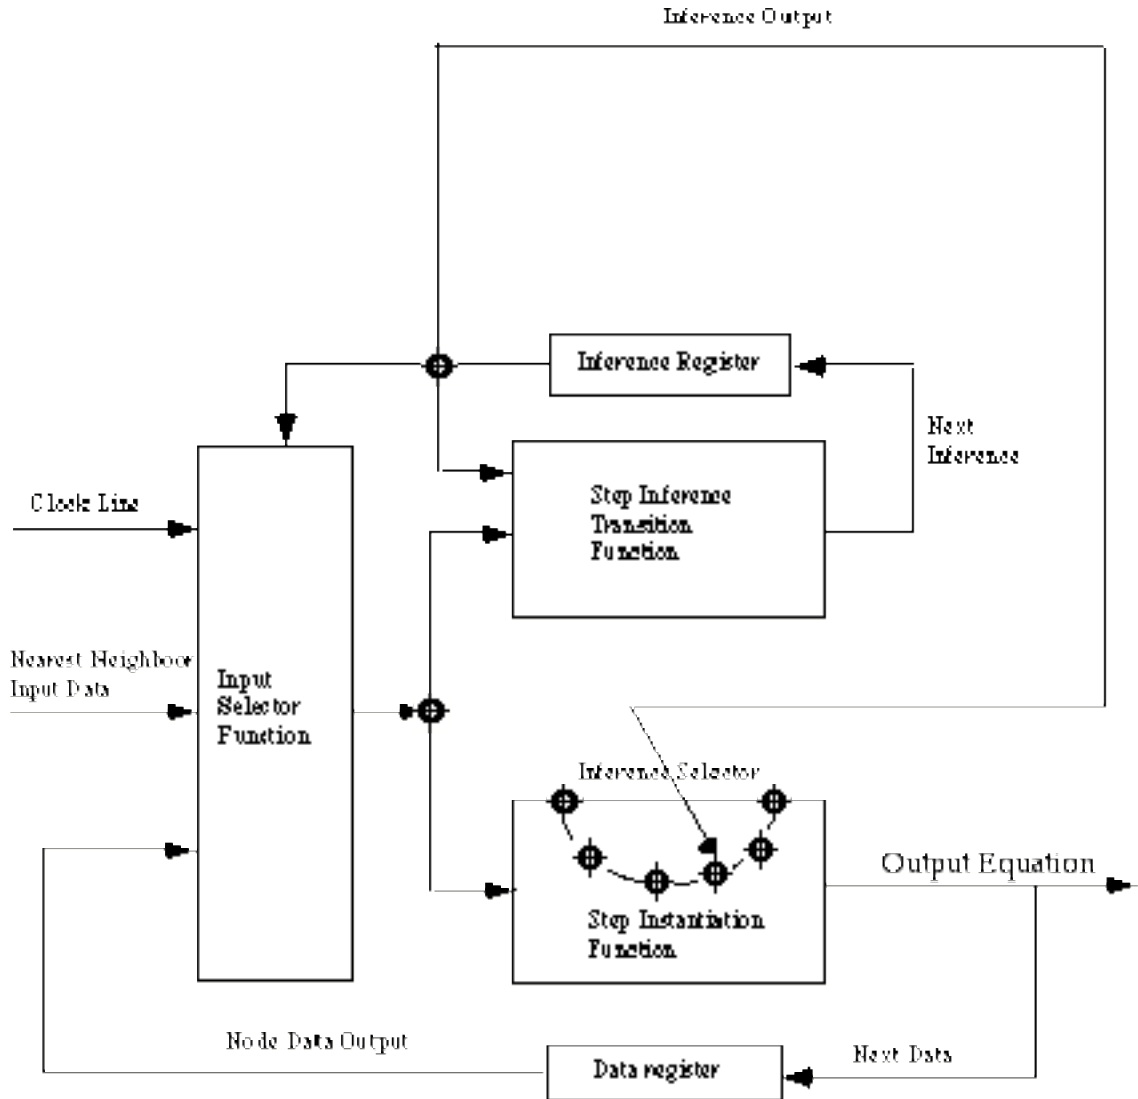 Inference Output
Inference Register
Next
Inference
Step Inference
Transition
Function
Clock Line
Nearest Neighboor
Input Data
Input
Selector
Function
Inference Selector
Output Equation
Step Instantiation
Function
Node Data Output
Next Data
Data register